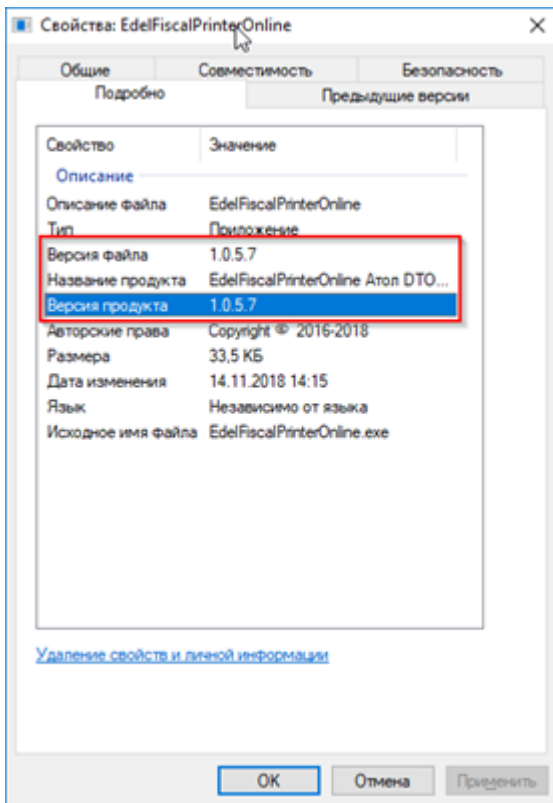 Свойства: EdelFiscalPrinterOnline
Общие Совместимость Безопасность
Подробно Предыдущие версии
Свойство Значение
Описание
Описание файла EdelFiscalPrinterOnline
Тип Приложение
Версия файла 1.0.5.7
Название продукта EdelFiscalPrinterOnline Атол DTO...
Версия продукта 1.0.5.7
Авторские права Copyright © 2016-2018
Размера 33,5 КБ
Дата изменения 14.11.2018 14:15
Язык Независимо от языка
Исходное имя файла EdelFiscalPrinterOnline.exe
Удаление свойств и личной информации
OK Отмена Применить